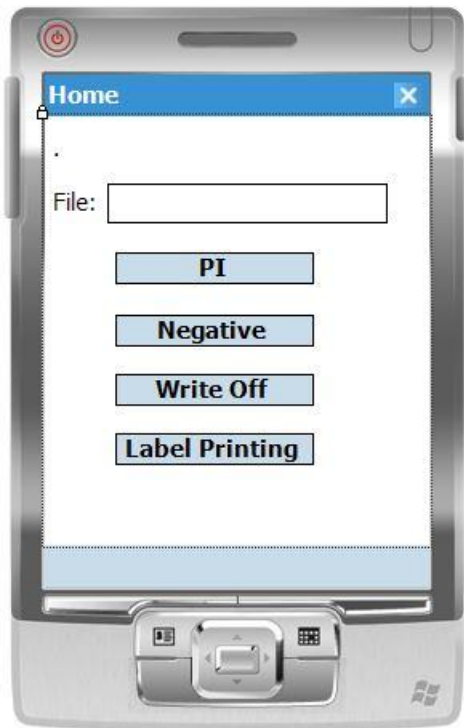 Home
.
File:
PI
Negative
Write Off
Label Printing